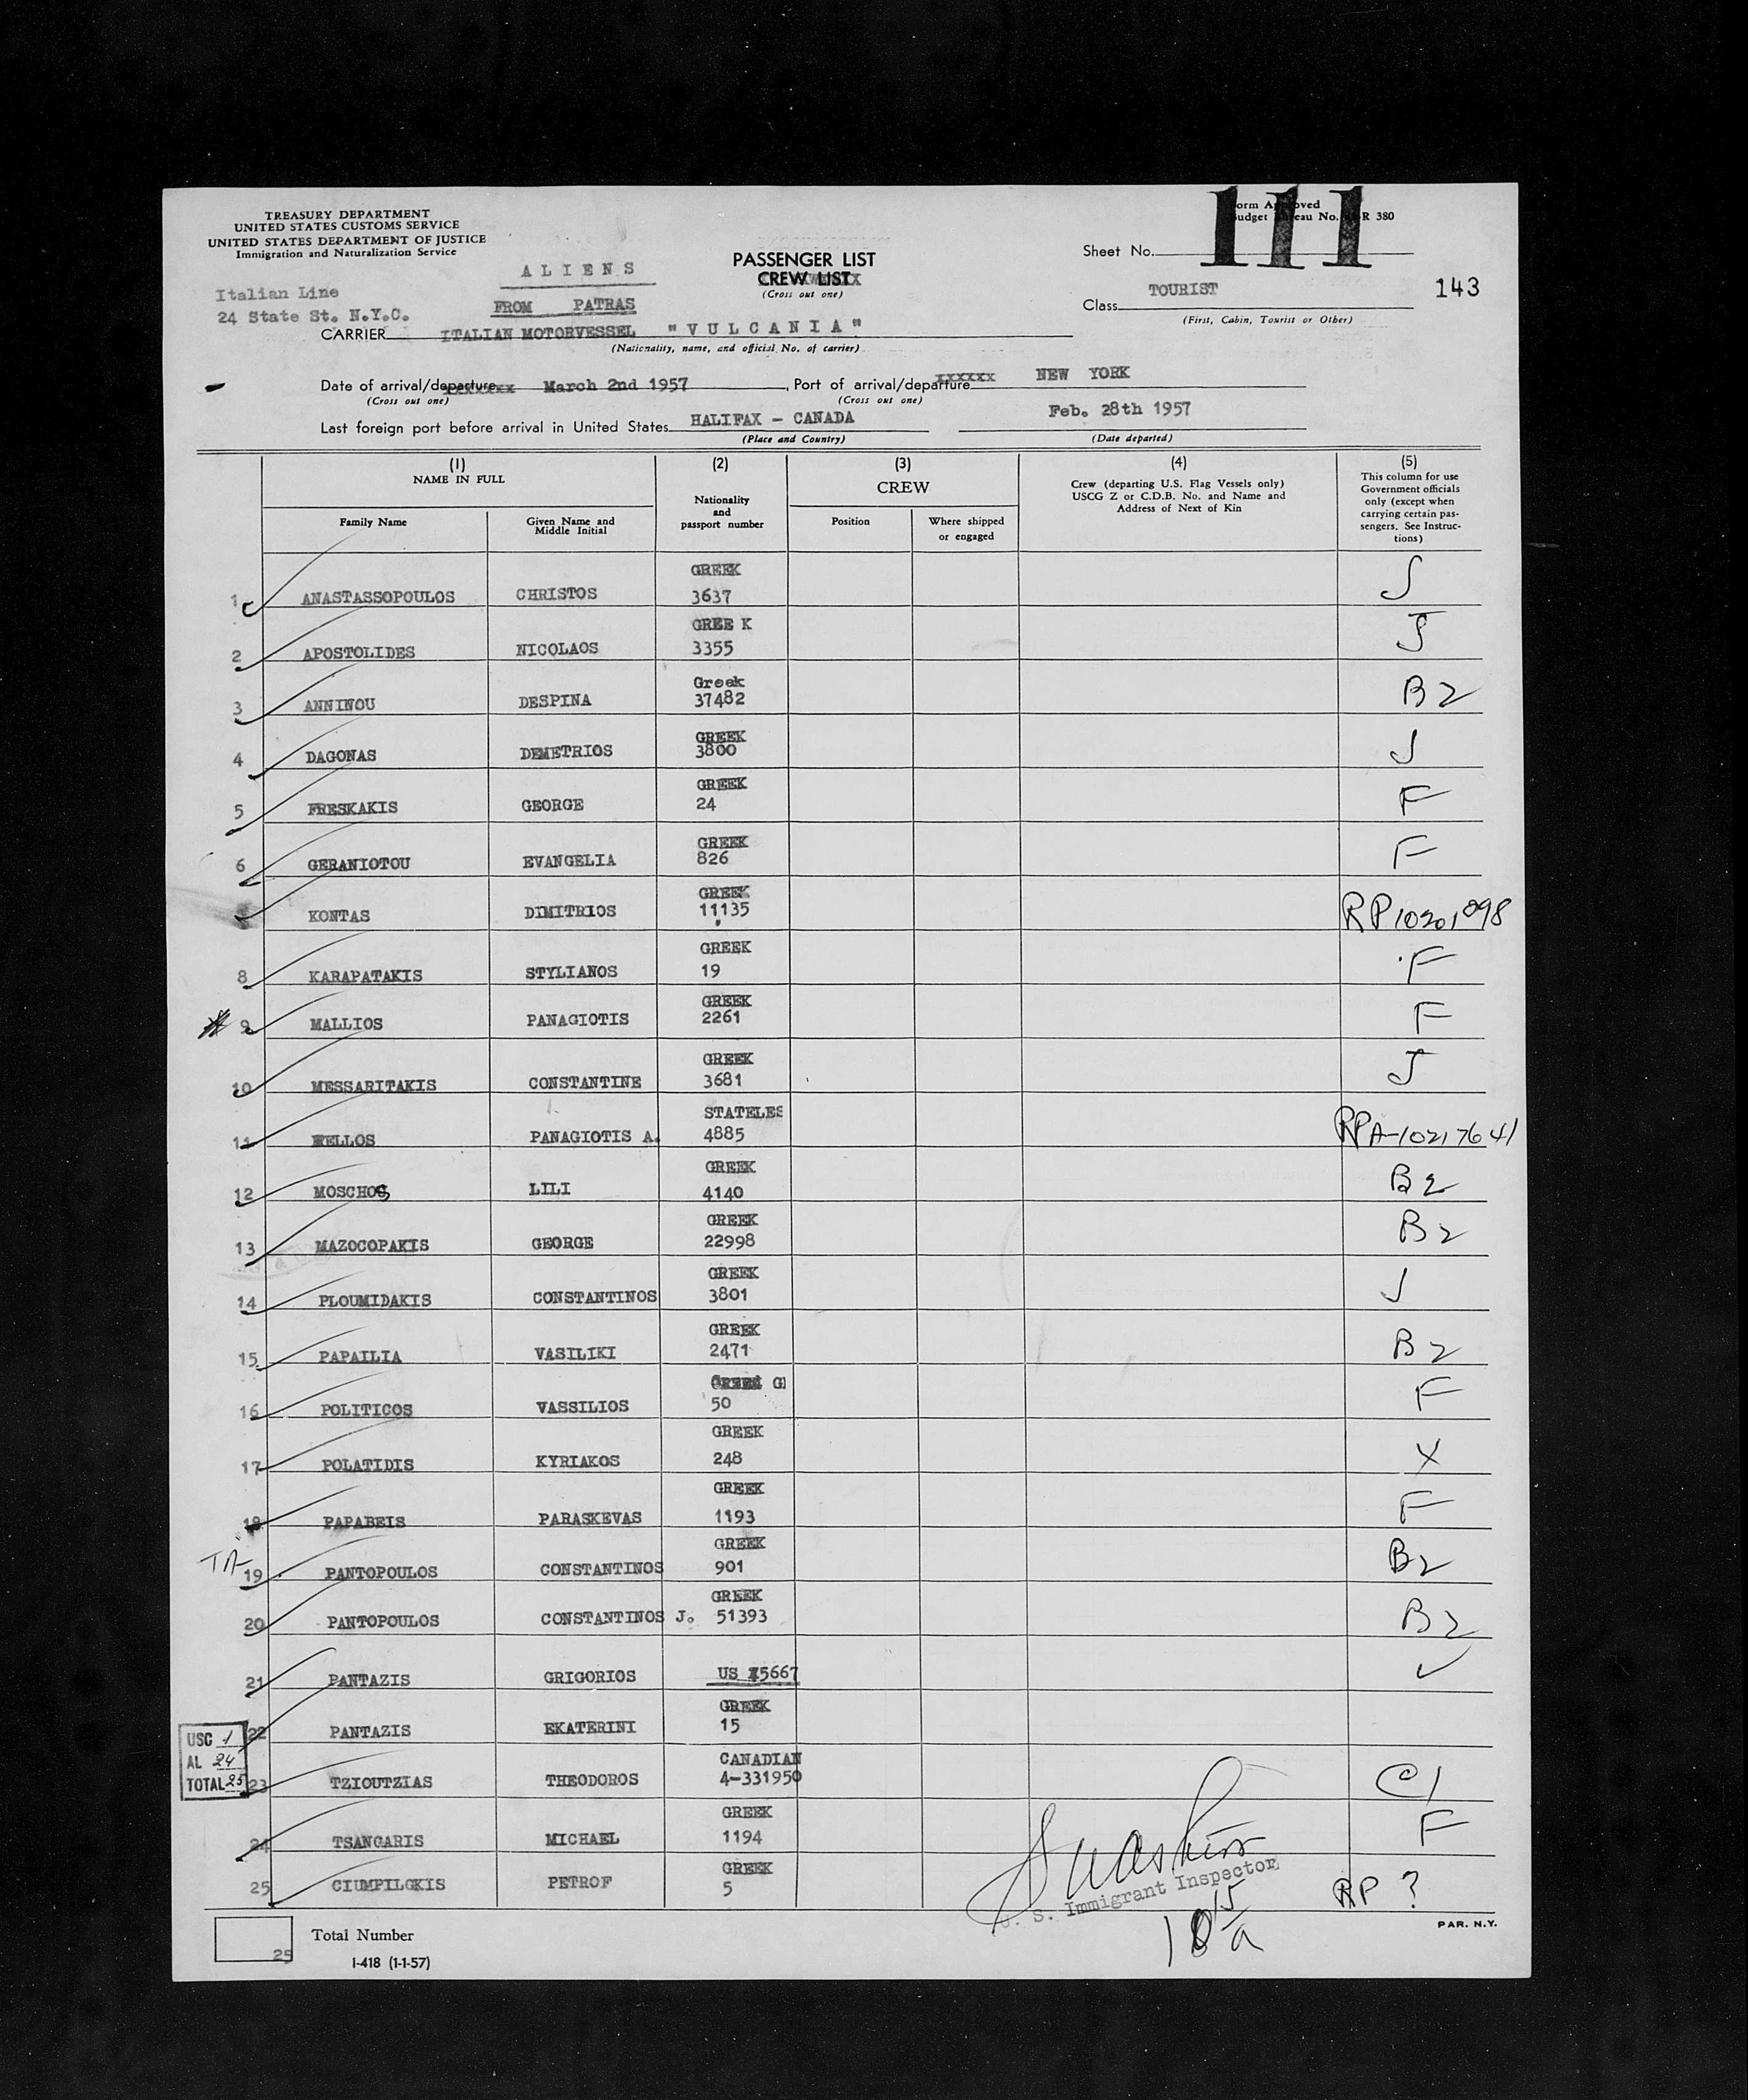 111
TREASURY DEPARTMENT
UNITED STATES CUSTOMS SERVICE
UNITED STATES DEPARTMENT OF JUSTICE
Immigration and Naturalization Service
Sheet No.
R 380
ALIENS
PASSENGER LIST
CREW LIST
(Cross out one)
Italian Line
24 State St. N.Y.C.
FROM PATRAS
Class TOURIST
143
(First, Cabin, Tourist or Other)
CARRIER ITALIAN MOTORVESSEL "VULCANIA"
(Nationality, name, and official No. of carrier)
Date of arrival/departure xxxxxxx March 2nd 1957, Port of arrival/departure xxxxxx NEW YORK
(Cross out one) (Cross out one)
Last foreign port before arrival in United States HALIFAX - CANADA Feb. 28th 1957
(Place and Country) (Date departed)
(1) NAME IN FULL
Family Name
Given Name and Middle Initial
(2) Nationality and passport number
(3) CREW
Position
Where shipped or engaged
(4) Crew (departing U.S. Flag Vessels only) USCG Z or C.D.B. No. and Name and Address of Next of Kin
(5) This column for use Government officials only (except when carrying certain passengers. See Instructions)
1 ANASTASSOPOULOS CHRISTOS GREEK 3637 J
2 APOSTOLIDES NICOLAOS GREE K 3355 J
3 ANNINOU DESPINA Greek 37482 B2
4 DAGONAS DEMETRIOS GREEK 3800 J
5 FRESKAKIS GEORGE GREEK 24 F
6 GERANIOTOU EVANGELIA GREEK 826 F
KONTAS DIMITRIOS GREEK 11135 RP 10201898
8 KARAPATAKIS STYLIANOS GREEK 19 F
9 MALLIOS PANAGIOTIS GREEK 2261 F
10 MESSARITAKIS CONSTANTINE GREEK 3681 J
11 PANAGIOTIS A. STATELES 4885 RP A-10217641
12 MOSCHOS LILI GREEK 4140 B2
13 MAZOCOPAKIS GEORGE GREEK 22998 B2
14 PLOUMIDAKIS CONSTANTINOS GREEK 3801 J
15 PAPAILIA VASILIKI GREEK 2471 B2
16 POLITICOS VASSILIOS 50 F
17 POLATIDIS KYRIAKOS GREEK 248 X
18 PAPABEIS PARASKEVAS GREEK 1193 F
19 PANTOPOULOS CONSTANTINOS GREEK 901 B2
20 PANTOPOULOS CONSTANTINOS J. GREEK 51393 B2
21 PANTAZIS GRIGORIOS US 5667
22 PANTAZIS EKATERINI GREEK 15
23 TZIOUTZIAS THEODOROS CANADIAN 4-331950
24 TSANGARIS MICHAEL GREEK 1194 F
25 CIUMPILGKIS PETROF GREEK 5 RP ?
USC 1
AL 24
TOTAL 25
U. S. Immigrant Inspector
25
Total Number
I-418 (1-1-57)
PAR. N.Y.